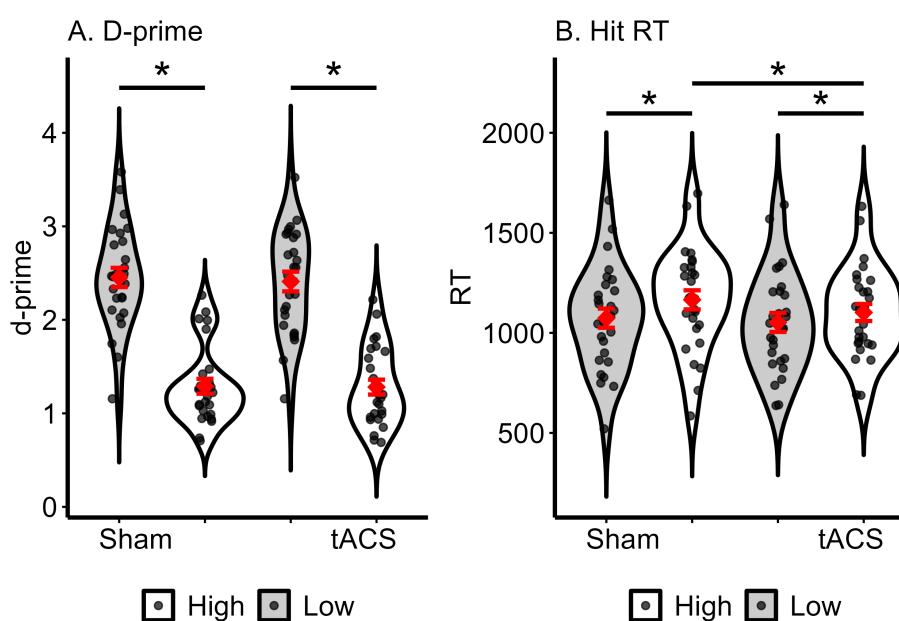 A. D-prime
B. Hit RT
*
*
*
*
*
4
3
2
1
0
d-prime
2000
1500
1000
500
RT
Sham
tACS
Sham
tACS
High
Low
High
Low